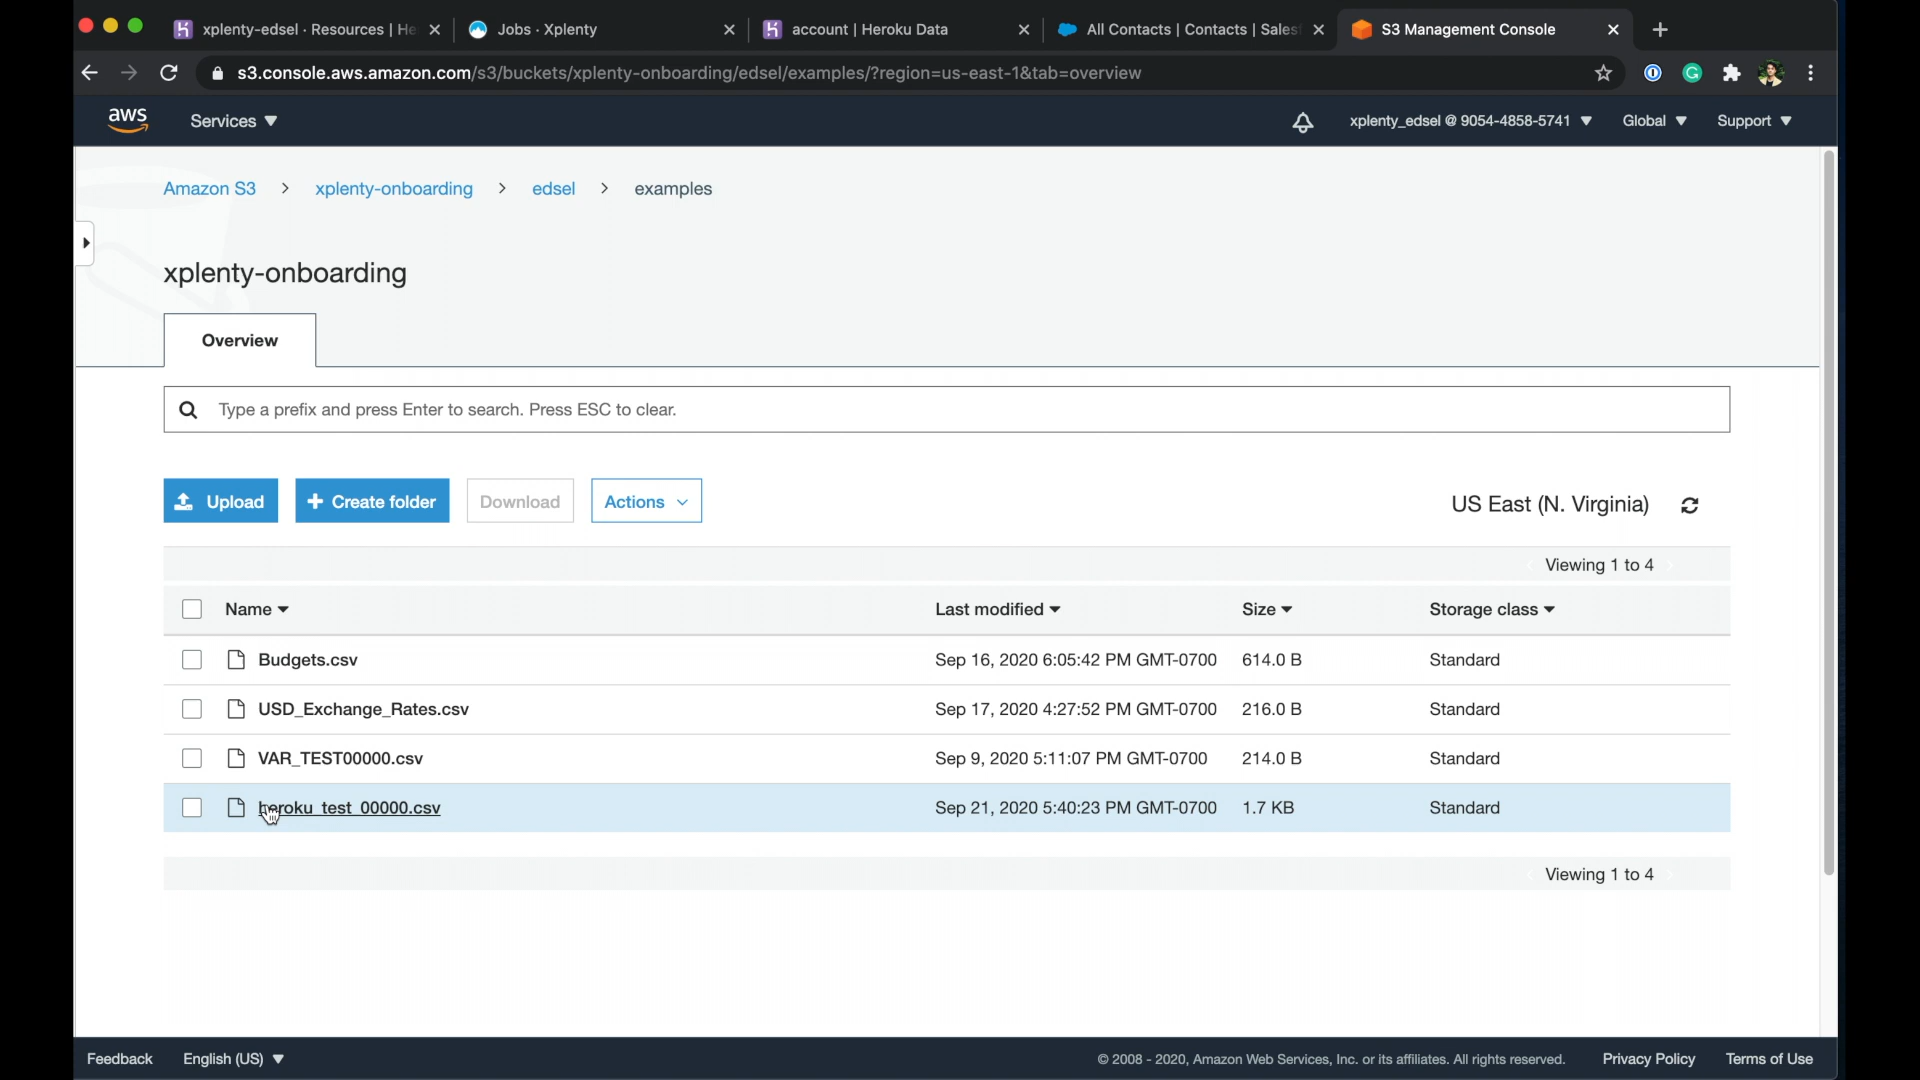 xplenty-edsel · Resources | He
Jobs · Xplenty
account | Heroku Data
All Contacts | Contacts | Salesf
S3 Management Console
s3.console.aws.amazon.com/s3/buckets/xplenty-onboarding/edsel/examples/?region=us-east-1&tab=overview
aws
Services
xplenty_edsel @ 9054-4858-5741
Global
Support
Amazon S3 > xplenty-onboarding > edsel > examples
xplenty-onboarding
Overview
Type a prefix and press Enter to search. Press ESC to clear.
Upload
+ Create folder
Download
Actions
US East (N. Virginia)
Viewing 1 to 4
Name Last modified Size Storage class
Budgets.csv Sep 16, 2020 6:05:42 PM GMT-0700 614.0 B Standard
USD_Exchange_Rates.csv Sep 17, 2020 4:27:52 PM GMT-0700 216.0 B Standard
VAR_TEST00000.csv Sep 9, 2020 5:11:07 PM GMT-0700 214.0 B Standard
heroku_test_00000.csv Sep 21, 2020 5:40:23 PM GMT-0700 1.7 KB Standard
Viewing 1 to 4
Feedback
English (US)
© 2008 - 2020, Amazon Web Services, Inc. or its affiliates. All rights reserved.
Privacy Policy
Terms of Use